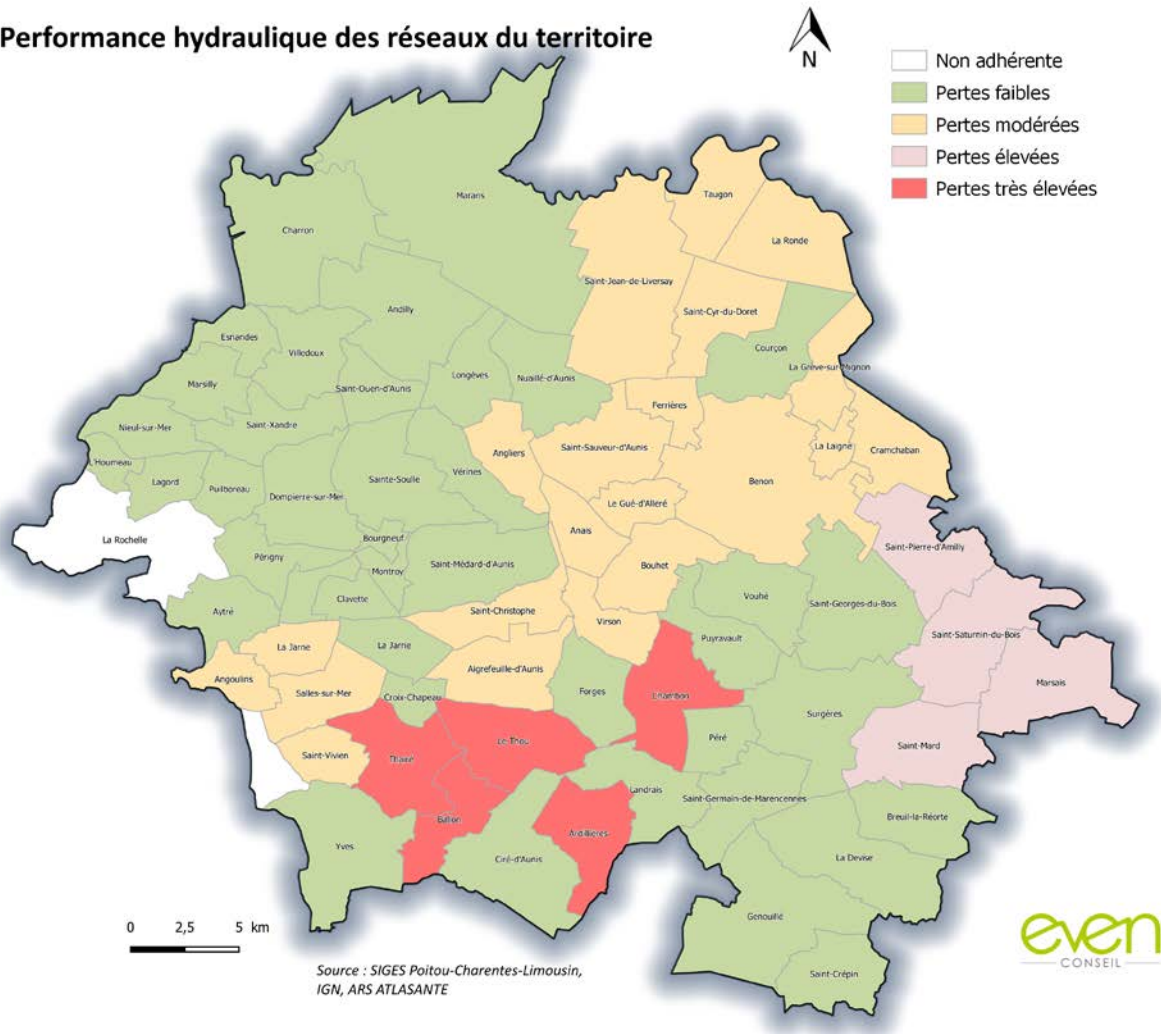 Performance hydraulique des réseaux du territoire
N
Non adhérente
Pertes faibles
Pertes modérées
Pertes élevées
Pertes très élevées
Marans
Taugon
Charron
La Ronde
Saint-Jean-de-Liversay
Andilly
Saint-Cyr-du-Doret
Esnandes
Villedoux
Courçon
La Grève-sur-Mignon
Marsilly
Saint-Ouen-d'Aunis
Longèves
Nuaillé-d'Aunis
Ferrières
Nieul-sur-Mer
Saint-Xandre
Saint-Sauveur-d'Aunis
La Laigne
Cramchaban
Angliers
L'Houmeau
Lagord
Puilboreau
Dompierre-sur-Mer
Sainte-Soulle
Vérines
Benon
Le Gué-d'Alleré
La Rochelle
Bourgneuf
Anais
Saint-Pierre-d'Amilly
Périgny
Montroy
Saint-Médard-d'Aunis
Bouhet
Clavette
Vouhé
Saint-Georges-du-Bois
Aytré
Saint-Christophe
Virson
Puyravault
Saint-Saturnin-du-Bois
La Jarne
La Jarrie
Aigrefeuille-d'Aunis
Angoulins
Salles-sur-Mer
Croix-Chapeau
Forges
Chambon
Marsais
Surgères
Saint-Vivien
Thairé
Le Thou
Péré
Saint-Mard
Landrais
Saint-Germain-de-Marencennes
Ballon
Ardillières
Breuil-la-Réorte
Yves
Ciré-d'Aunis
La Devise
Genouillé
Saint-Crépin
0 2,5 5 km
Source : SIGES Poitou-Charentes-Limousin,
IGN, ARS ATLASANTE
even
CONSEIL